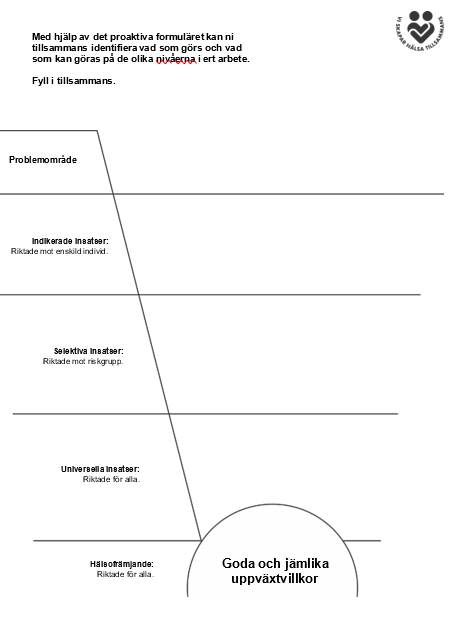 VI SKAPAR HÄLSA TILLSAMMANS
Med hjälp av det proaktiva formuläret kan ni
tillsammans identifiera vad som görs och vad
som kan göras på de olika nivåerna i ert arbete.
Fyll i tillsammans.
Problemområde
Indikerade insatser:
Riktade mot enskild individ.
Selektiva insatser:
Riktade mot riskgrupp.
Universella insatser:
Riktade för alla.
Hälsofrämjande:
Riktade för alla.
Goda och jämlika
uppväxtvillkor